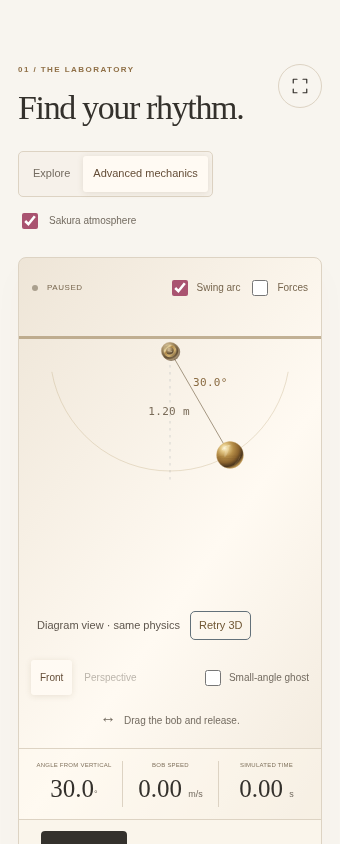 01 / THE LABORATORY
Find your rhythm.
Explore Advanced mechanics
Sakura atmosphere
PAUSED Swing arc Forces
30.0°
1.20 m
Diagram view · same physics Retry 3D
Front Perspective Small-angle ghost
↔ Drag the bob and release.
ANGLE FROM VERTICAL BOB SPEED SIMULATED TIME
30.0° 0.00 m/s 0.00 s